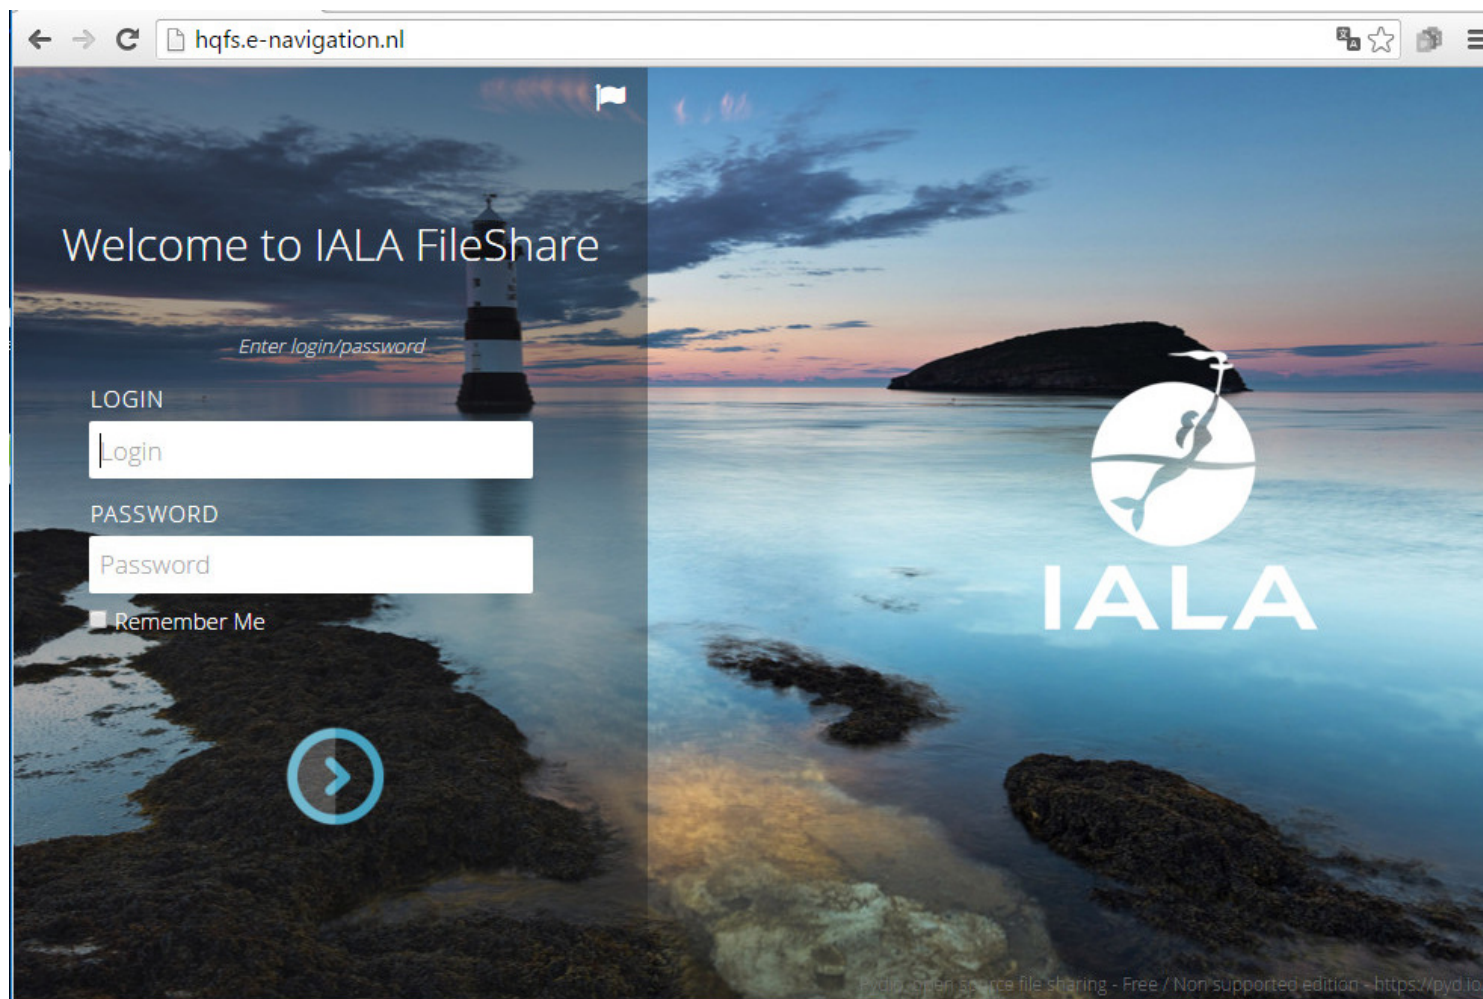 hqfs.e-navigation.nl
Welcome to IALA FileShare
Enter login/password
LOGIN
Login
PASSWORD
Password
Remember Me
IALA
open source file sharing - Free / Non supported edition - https://pyd.io